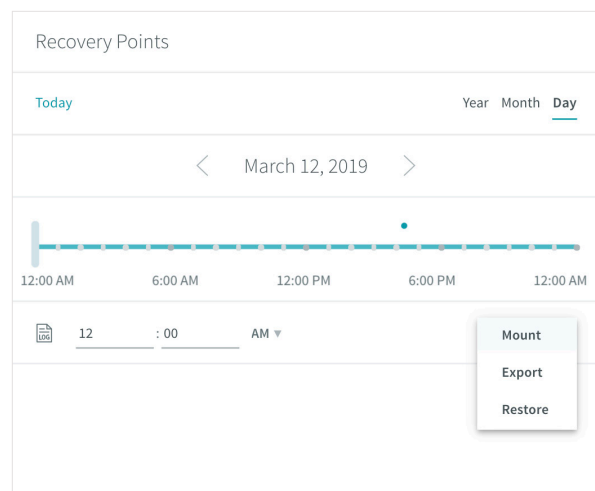 Recovery Points
Today Year Month Day
March 12, 2019
12:00 AM 6:00 AM 12:00 PM 6:00 PM 12:00 AM
LOG 12 : 00 AM
Mount
Export
Restore